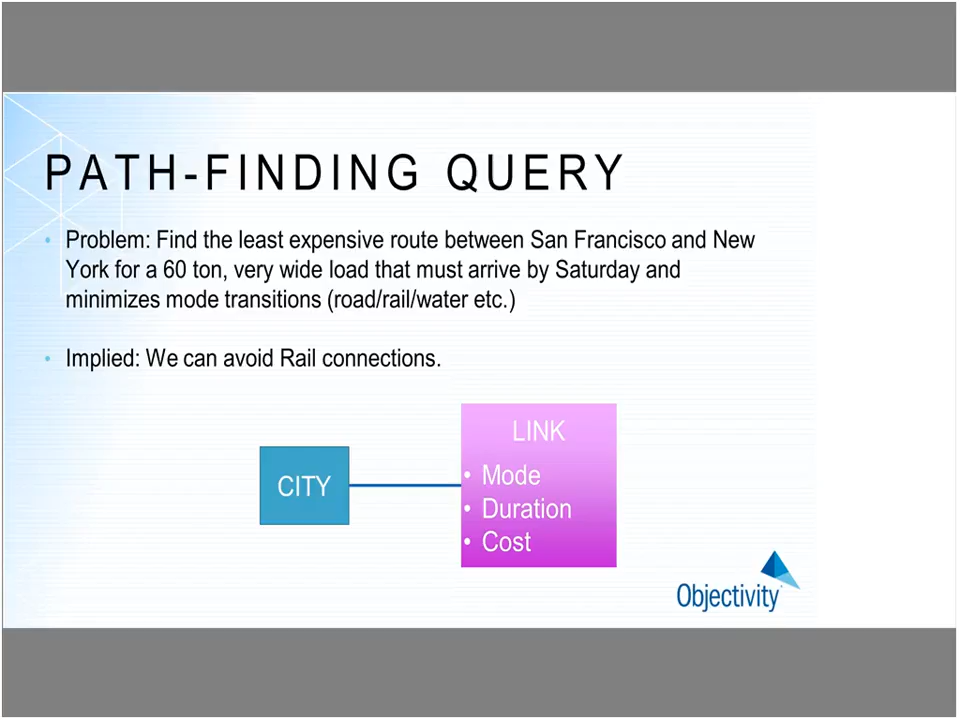 PATH-FINDING QUERY
• Problem: Find the least expensive route between San Francisco and New
York for a 60 ton, very wide load that must arrive by Saturday and
minimizes mode transitions (road/rail/water etc.)
• Implied: We can avoid Rail connections.
CITY
LINK
• Mode
• Duration
• Cost
Objectivity